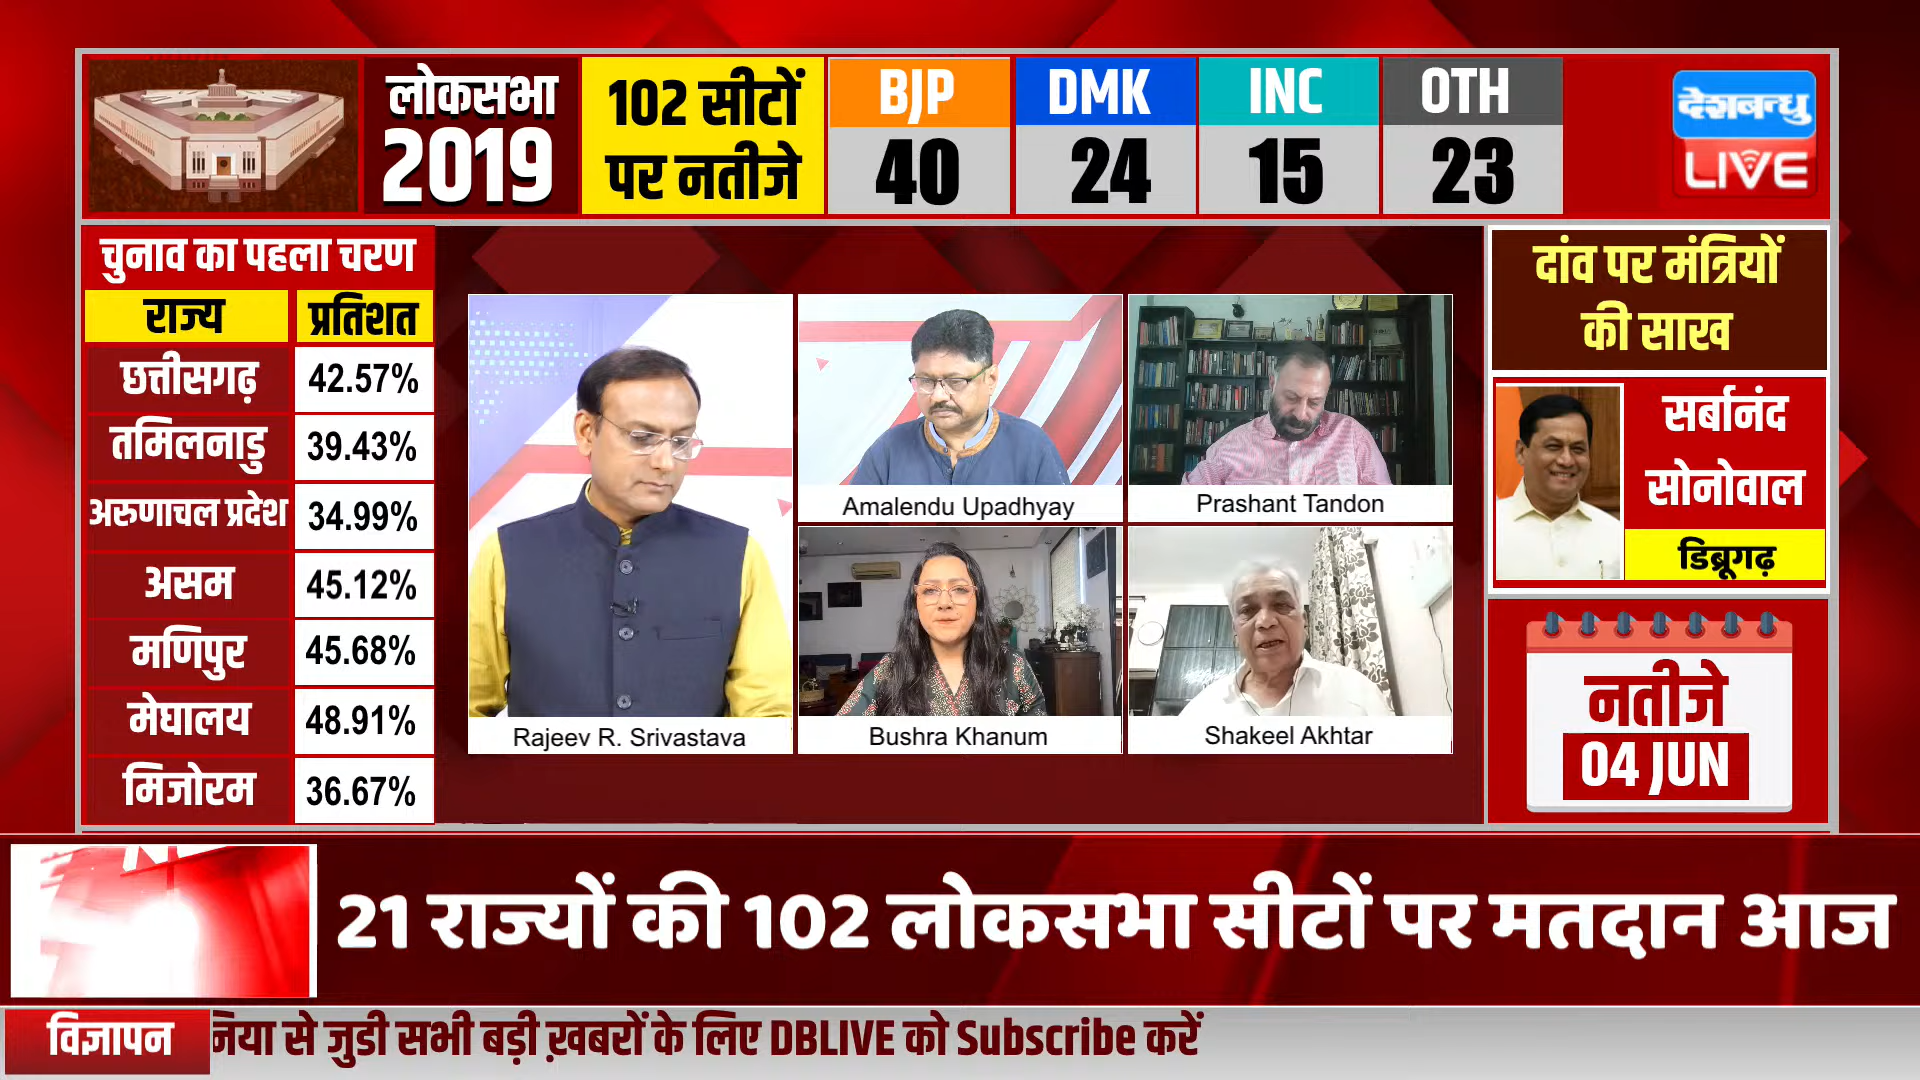 लोकसभा
2019
102 सीटों
पर नतीजे
BJP
40
DMK
24
INC
15
OTH
23
देशबन्धु
LIVE
चुनाव का पहला चरण
राज्य प्रतिशत
छत्तीसगढ़ 42.57%
तमिलनाडु 39.43%
अरुणाचल प्रदेश 34.99%
असम 45.12%
मणिपुर 45.68%
मेघालय 48.91%
मिजोरम 36.67%
Rajeev R. Srivastava
Amalendu Upadhyay
Prashant Tandon
Bushra Khanum
Shakeel Akhtar
दांव पर मंत्रियों
की साख
सर्बानंद
सोनोवाल
डिब्रूगढ़
नतीजे
04 JUN
21 राज्यों की 102 लोकसभा सीटों पर मतदान आज
विज्ञापन
से जुडी सभी बड़ी ख़बरों के लिए DBLIVE को Subscribe करें